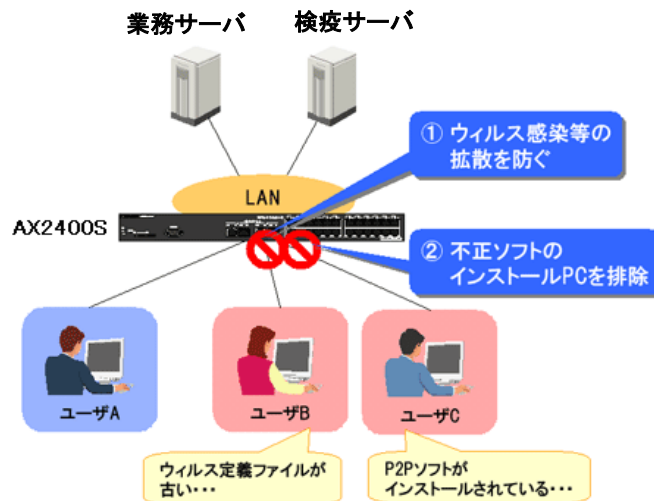 業務サーバ
検疫サーバ
① ウィルス感染等の
拡散を防ぐ
LAN
AX2400S
② 不正ソフトの
インストールPCを排除
ユーザA
ユーザB
ユーザC
ウィルス定義ファイルが
古い・・・
P2Pソフトが
インストールされている・・・